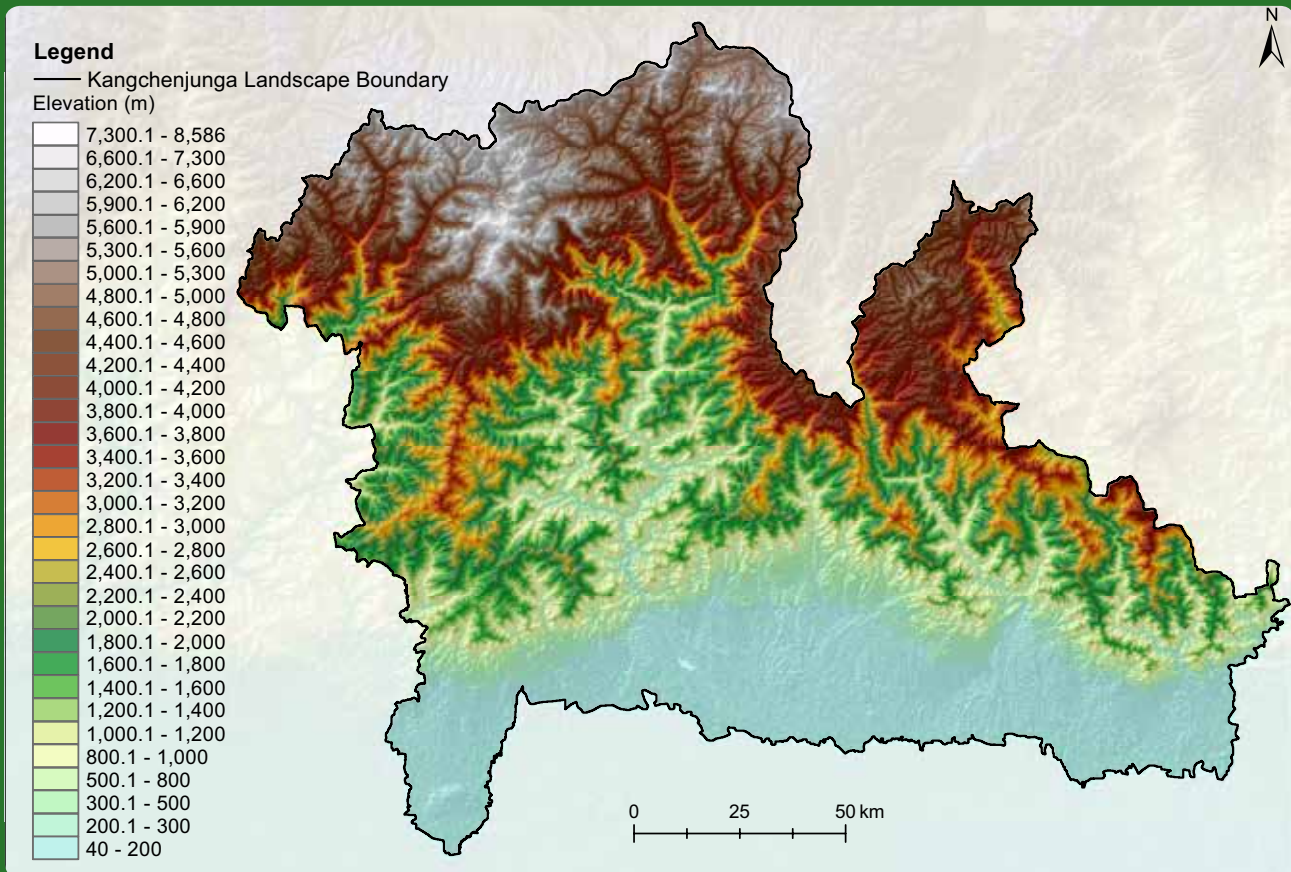 N
Legend
Kangchenjunga Landscape Boundary
Elevation (m)
7,300.1 - 8,586
6,600.1 - 7,300
6,200.1 - 6,600
5,900.1 - 6,200
5,600.1 - 5,900
5,300.1 - 5,600
5,000.1 - 5,300
4,800.1 - 5,000
4,600.1 - 4,800
4,400.1 - 4,600
4,200.1 - 4,400
4,000.1 - 4,200
3,800.1 - 4,000
3,600.1 - 3,800
3,400.1 - 3,600
3,200.1 - 3,400
3,000.1 - 3,200
2,800.1 - 3,000
2,600.1 - 2,800
2,400.1 - 2,600
2,200.1 - 2,400
2,000.1 - 2,200
1,800.1 - 2,000
1,600.1 - 1,800
1,400.1 - 1,600
1,200.1 - 1,400
1,000.1 - 1,200
800.1 - 1,000
500.1 - 800
300.1 - 500
200.1 - 300
40 - 200
0 25 50 km